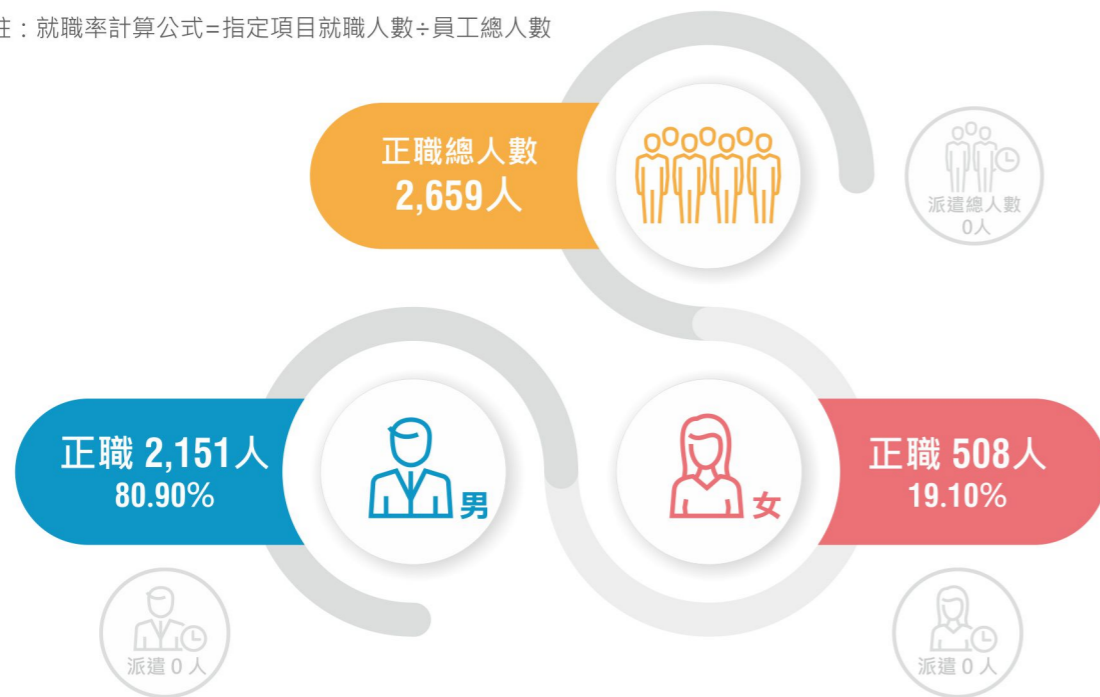 註：就職率計算公式=指定項目就職人數÷員工總人數
正職總人數
2,659人
派遣總人數
0人
正職 2,151人
80.90%
男
女
正職 508人
19.10%
派遣 0 人
派遣 0 人